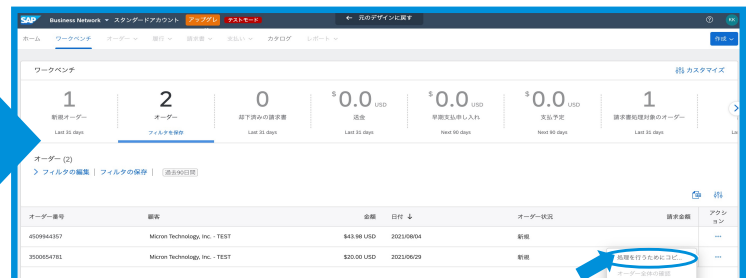 SAP Business Network スタンダードアカウント アップグレ テストモード ← 元のデザインに戻す ? KK
ホーム ワークベンチ オーダー 履行 請求書 支払い カタログ レポート 作成
ワークベンチ カスタマイズ
1 2 0 $ 0.0 USD $ 0.0 USD $ 0.0 USD 1
新規オーダー オーダー 却下済みの請求書 送金 早期支払申し入れ 支払予定 請求書処理対象のオーダー
Last 31 days フィルタを保存 Last 31 days Last 31 days Next 90 days Next 90 days Last 31 days La
オーダー (2)
フィルタの編集 | フィルタの保存 | 過去90日間
オーダー番号 顧客 金額 日付 ↓ オーダー状況 請求金額 アクシ
ョン
4509944357 Micron Technology, Inc. - TEST $43.98 USD 2021/08/04 新規 ...
3500654781 Micron Technology, Inc. - TEST $20.00 USD 2021/06/29 新規 ...
処理を行うためにコピ...
オーダー全体の確認